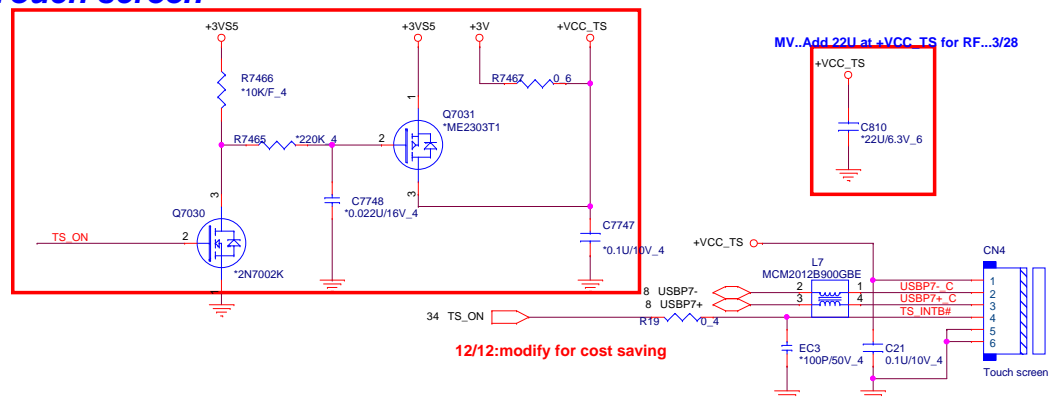 Touch screen
+3VS5
+3VS5
+3V
+VCC_TS
R7466
*10K/F_4
R7467
0_6
Q7031
*ME2303T1
1
2
3
R7465
*220K_4
C7748
*0.022U/16V_4
Q7030
3
2
1
*2N7002K
TS_ON
C7747
*0.1U/10V_4
MV..Add 22U at +VCC_TS for RF...3/28
+VCC_TS
C810
*22U/6.3V_6
+VCC_TS
L7
MCM2012B900GBE
2
1
3
4
8 USBP7-
8 USBP7+
USBP7-_C
USBP7+_C
TS_INTB#
34 TS_ON
R19
0_4
12/12:modify for cost saving
EC3
*100P/50V_4
C21
0.1U/10V_4
CN4
1
2
3
4
5
6
Touch screen